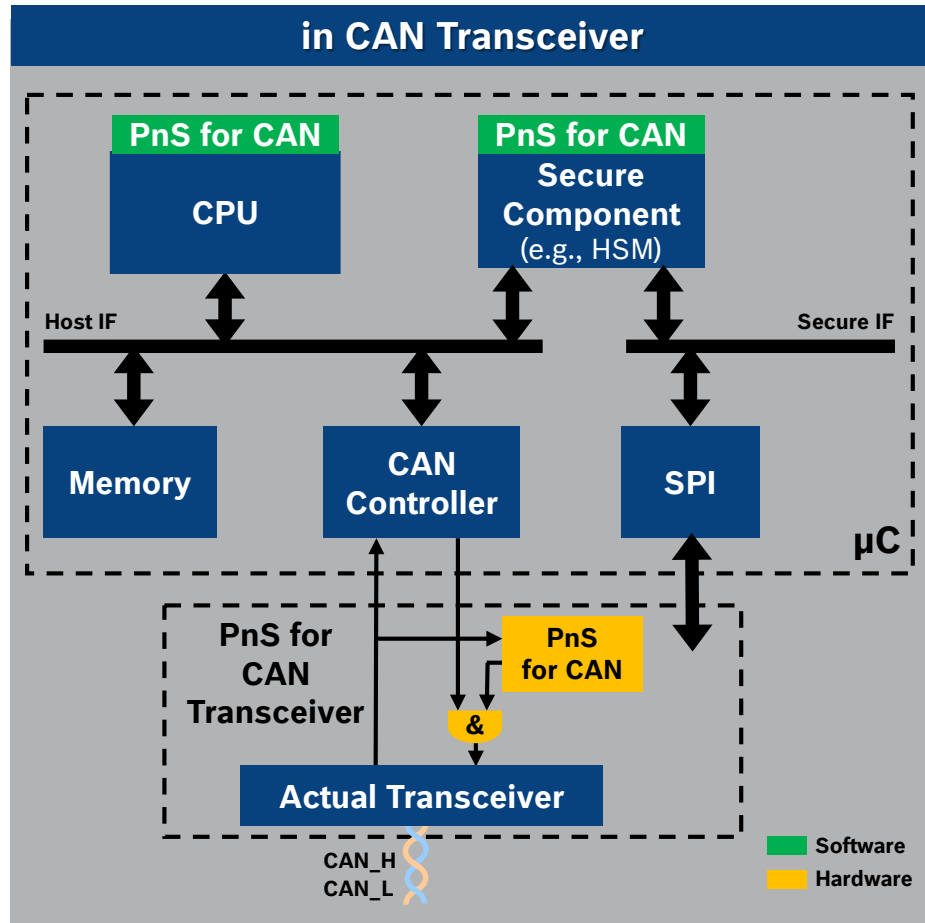 in CAN Transceiver
PnS for CAN
CPU
PnS for CAN
Secure
Component
(e.g., HSM)
Host IF
Secure IF
Memory
CAN
Controller
SPI
µC
PnS for
CAN
Transceiver
PnS
for CAN
&
Actual Transceiver
CAN_H
CAN_L
Software
Hardware